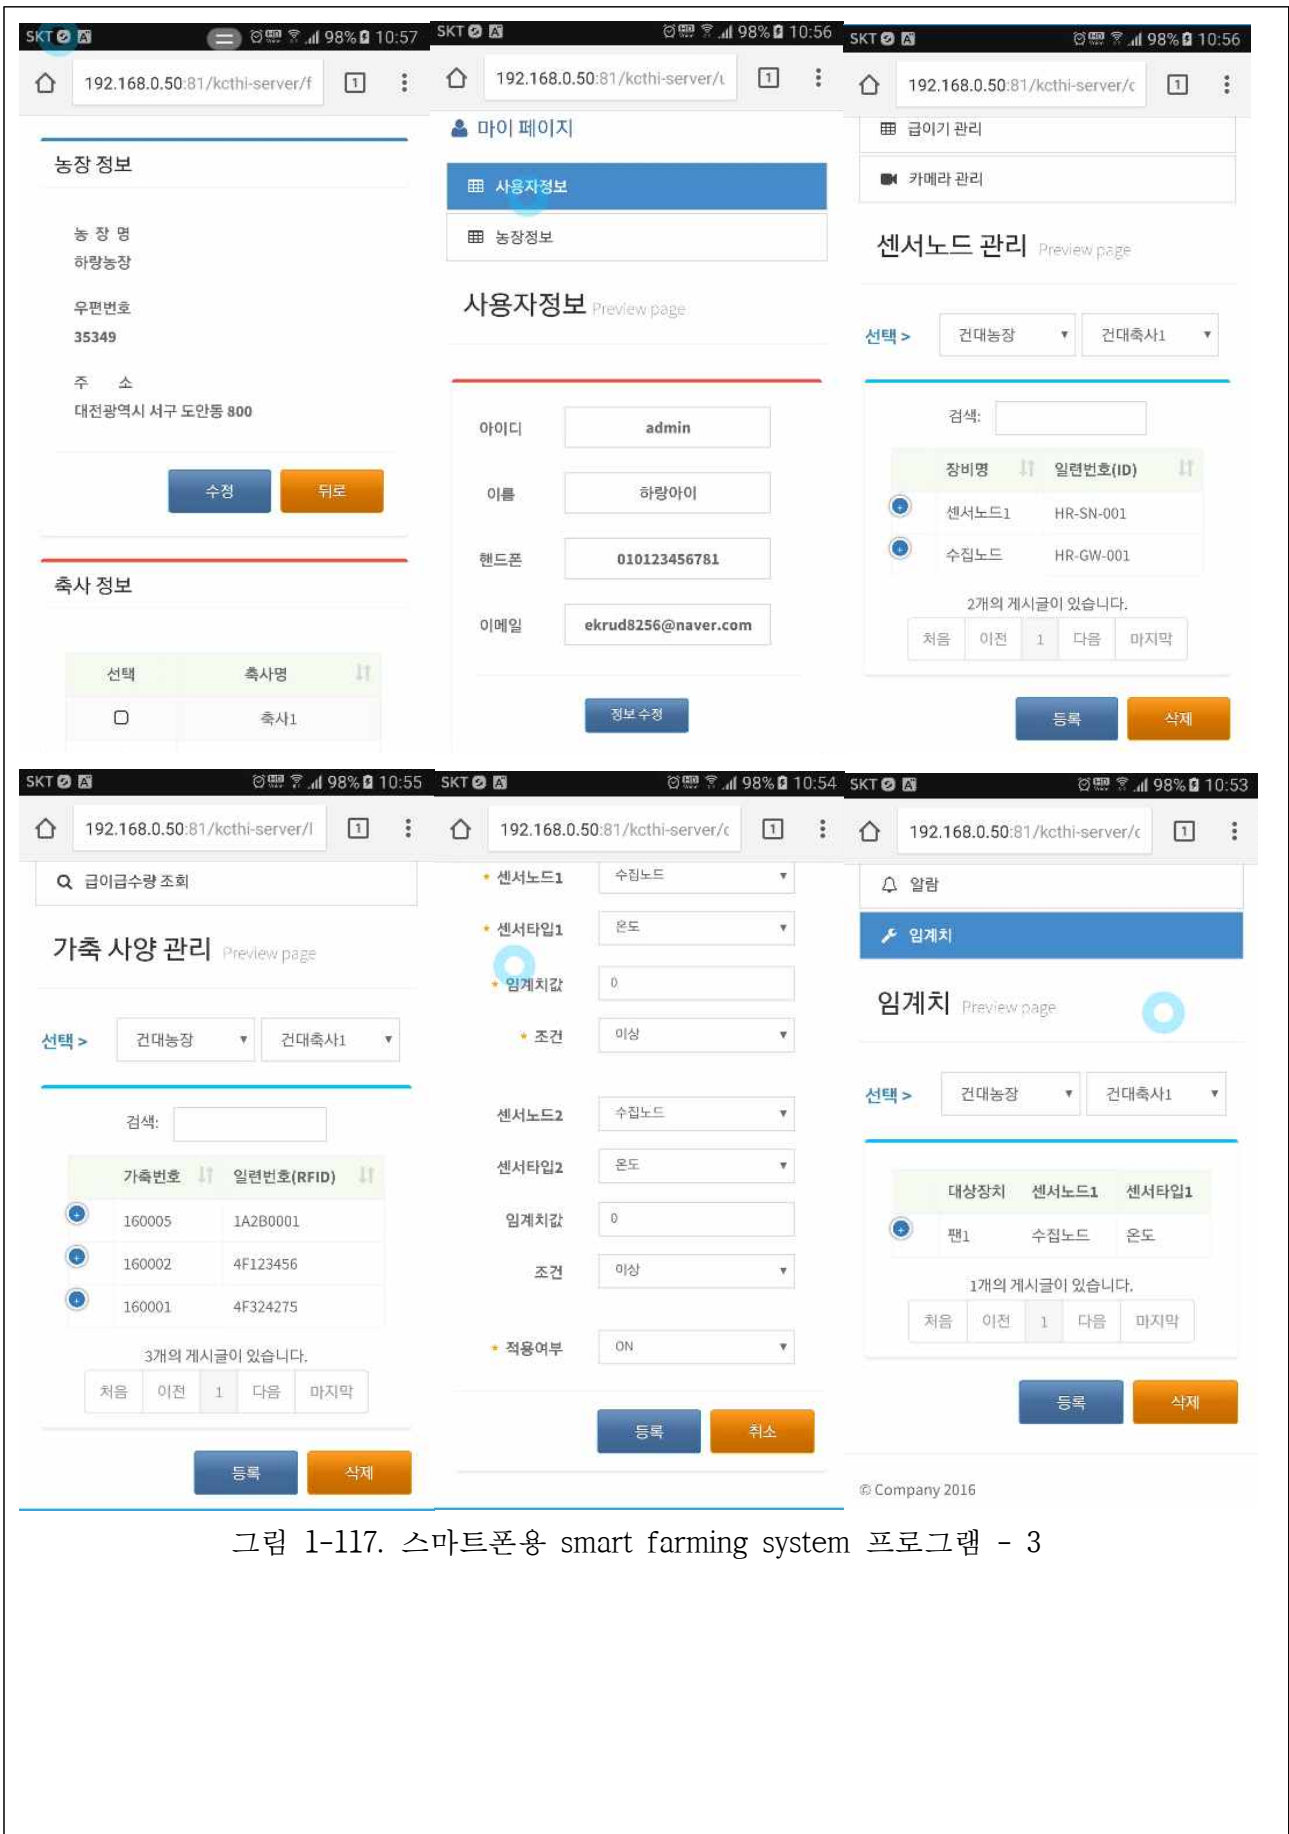 SKT 98% 10:57
192.168.0.50:81/kcthi-server/f 1
농장 정보
농 장 명
하랑농장
우편번호
35349
주 소
대전광역시 서구 도안동 800
수정 뒤로
축사 정보
선택 축사명
축사1
SKT 98% 10:56
192.168.0.50:81/kcthi-server/u 1
마이 페이지
사용자정보
농장정보
사용자정보 Preview page
아이디 admin
이름 하랑아이
핸드폰 010123456781
이메일 ekrud8256@naver.com
정보 수정
SKT 98% 10:56
192.168.0.50:81/kcthi-server/c 1
급이기 관리
카메라 관리
센서노드 관리 Preview page
선택 > 건대농장 건대축사1
검색:
장비명 일련번호(ID)
센서노드1 HR-SN-001
수집노드 HR-GW-001
2개의 게시글이 있습니다.
처음 이전 1 다음 마지막
등록 삭제
SKT 98% 10:55
192.168.0.50:81/kcthi-server/l 1
급이급수량 조회
가축 사양 관리 Preview page
선택 > 건대농장 건대축사1
검색:
가축번호 일련번호(RFID)
160005 1A2B0001
160002 4F123456
160001 4F324275
3개의 게시글이 있습니다.
처음 이전 1 다음 마지막
등록 삭제
SKT 98% 10:54
192.168.0.50:81/kcthi-server/c 1
* 센서노드1 수집노드
* 센서타입1 온도
* 임계치값 0
* 조건 이상
센서노드2 수집노드
센서타입2 온도
임계치값 0
조건 이상
* 적용여부 ON
등록 취소
SKT 98% 10:53
192.168.0.50:81/kcthi-server/c 1
알람
임계치
임계치 Preview page
선택 > 건대농장 건대축사1
대상장치 센서노드1 센서타입1
팬1 수집노드 온도
1개의 게시글이 있습니다.
처음 이전 1 다음 마지막
등록 삭제
© Company 2016
그림 1-117. 스마트폰용 smart farming system 프로그램 - 3